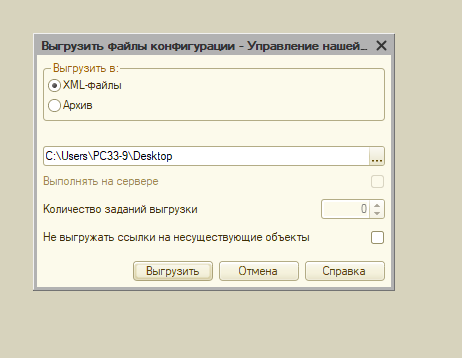 Выгрузить файлы конфигурации - Управление нашей...
Выгрузить в:
XML-файлы
Архив
C:\Users\PC33-9\Desktop
...
Выполнять на сервере
Количество заданий выгрузки 0
Не выгружать ссылки на несуществующие объекты
Выгрузить Отмена Справка